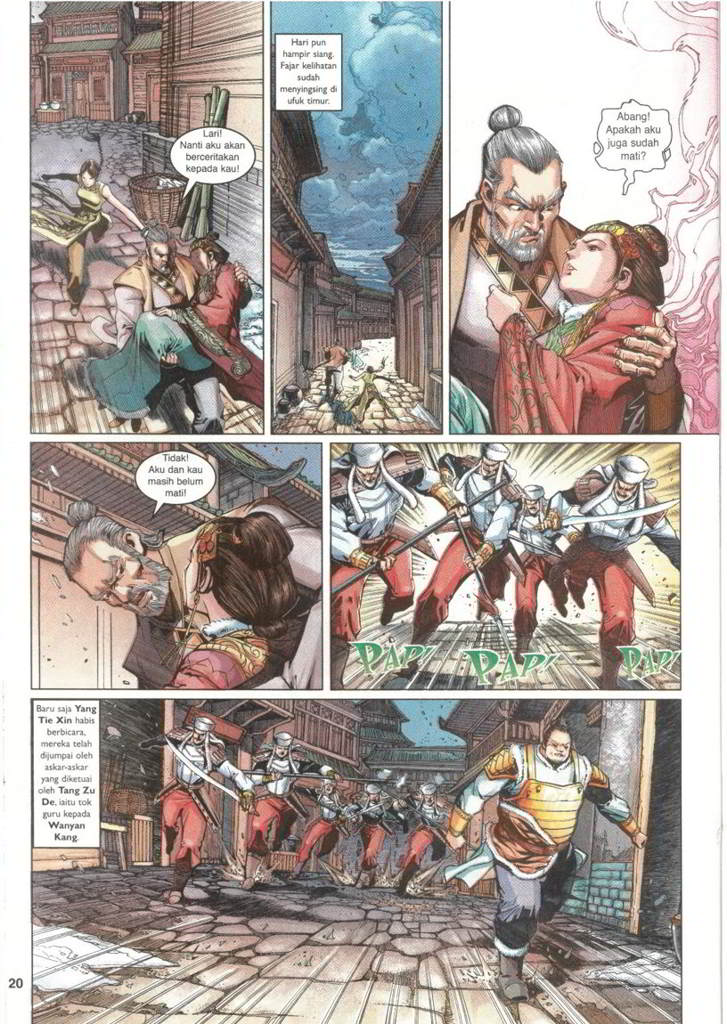 Lari!
Nanti aku akan
berceritakan
kepada kau!
Hari pun
hampir siang.
Fajar kelihatan
sudah
menyingsing di
ufuk timur.
Abang!
Apakah aku
juga sudah
mati?
Tidak!
Aku dan kau
masih belum
mati!
PAP!
PAP!
PAP!
Baru saja Yang
Tie Xin habis
berbicara,
mereka telah
dijumpai oleh
askar-askar
yang diketuai
oleh Tang Zu
De, iaitu tok
guru kepada
Wanyan
Kang.
20